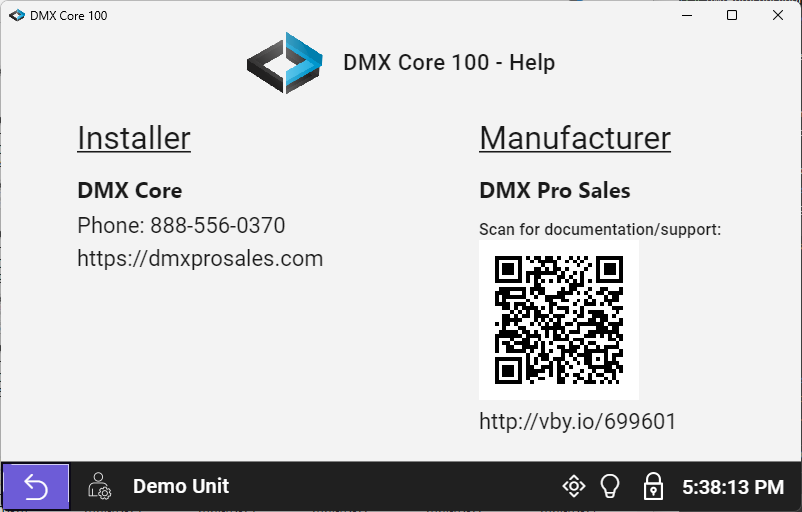 DMX Core 100
DMX Core 100 - Help
Installer
DMX Core
Phone: 888-556-0370
https://dmxprosales.com
Manufacturer
DMX Pro Sales
Scan for documentation/support:
http://vby.io/699601
Demo Unit
5:38:13 PM